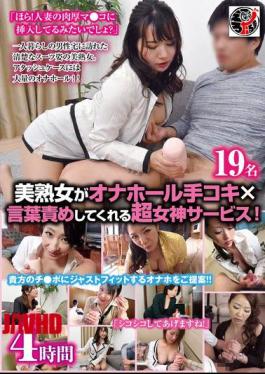 「ほら!人妻の肉厚マ●コに
挿入してるみたいでしょ?」
一人暮らしの男性宅に訪れた
清楚なスーツ姿の美熟女。
アタッシュケースには
大量のオナホール!!
19名
美熟女がオナホール手コキ×
言葉責めしてくれる超女神サービス!
貴方のチ●ポにジャストフィットするオナホをご提案!!
「シコシコしてあげますね!」
4時間